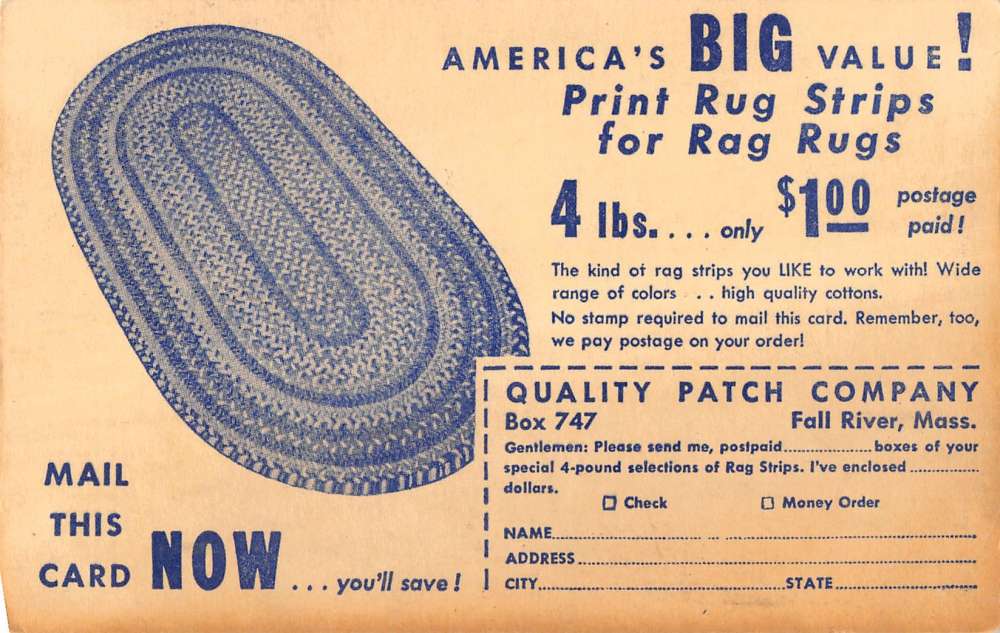 AMERICA'S BIG VALUE!
Print Rug Strips
for Rag Rugs
4 lbs.... only $1.00 postage paid!
The kind of rag strips you LIKE to work with! Wide
range of colors . . high quality cottons.
No stamp required to mail this card. Remember, too,
we pay postage on your order!
QUALITY PATCH COMPANY
Box 747 Fall River, Mass.
Gentlemen: Please send me, postpaid..................boxes of your
special 4-pound selections of Rag Strips. I've enclosed ...............
dollars.
☐ Check ☐ Money Order
NAME...............................................................
ADDRESS...............................................................
CITY..................................................STATE..............................
MAIL
THIS
CARD NOW ... you'll save!